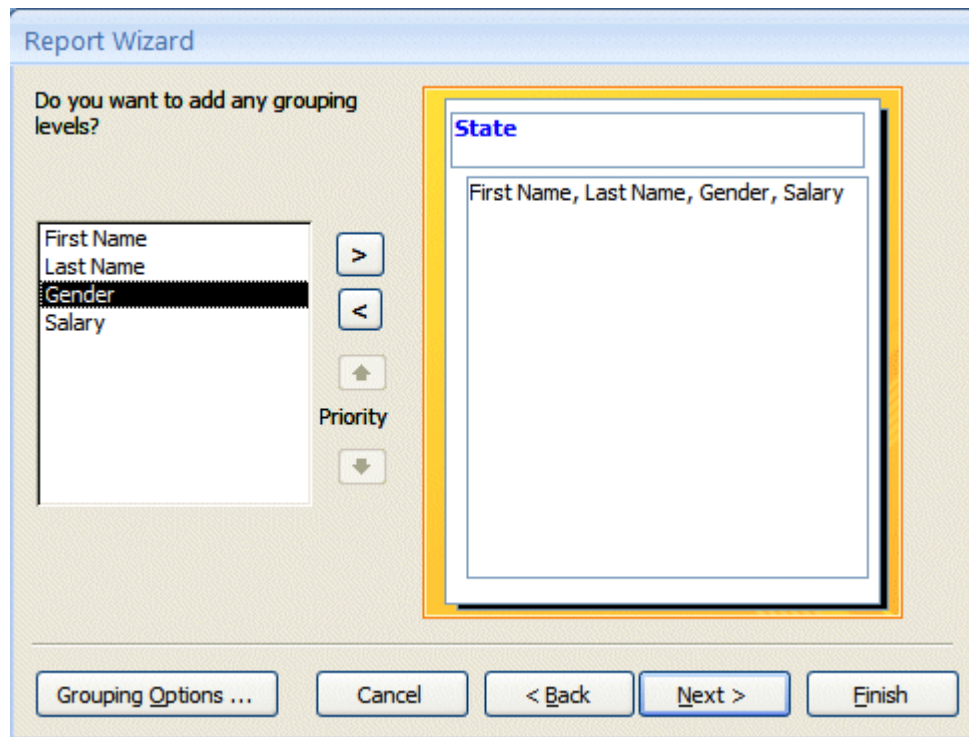 Report Wizard
Do you want to add any grouping
levels?
First Name
Last Name
Gender
Salary
>
<
Priority
State
First Name, Last Name, Gender, Salary
Grouping Options ...
Cancel
< Back
Next >
Finish